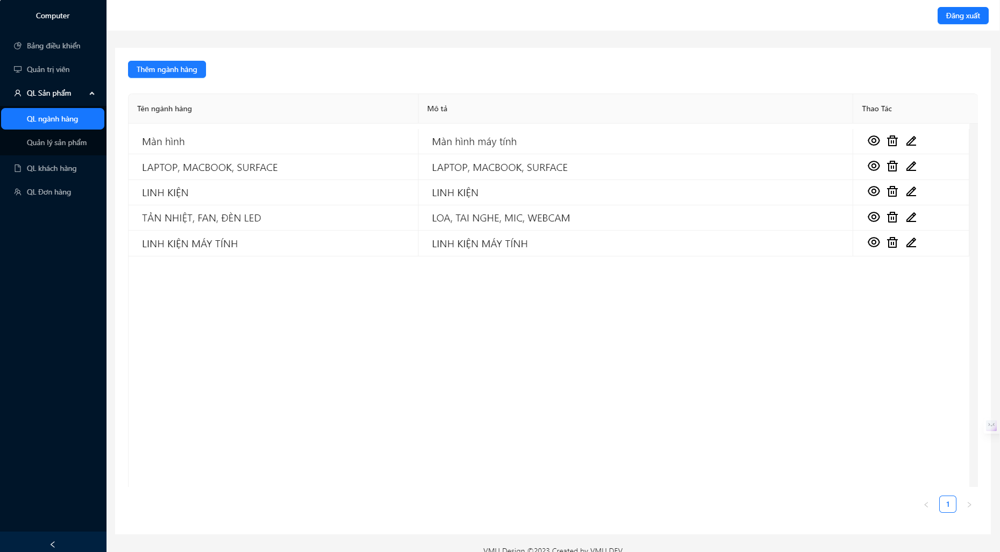 Computer
Đăng xuất
Bảng điều khiển
Quản trị viên
QL Sản phẩm
QL ngành hàng
Quản lý sản phẩm
QL khách hàng
QL Đơn hàng
Thêm ngành hàng
Tên ngành hàng Mô tả Thao Tác
Màn hình Màn hình máy tính
LAPTOP, MACBOOK, SURFACE LAPTOP, MACBOOK, SURFACE
LINH KIỆN LINH KIỆN
TẢN NHIỆT, FAN, ĐÈN LED LOA, TAI NGHE, MIC, WEBCAM
LINH KIỆN MÁY TÍNH LINH KIỆN MÁY TÍNH
1
VMU Design ©2023 Created by VMU DEV